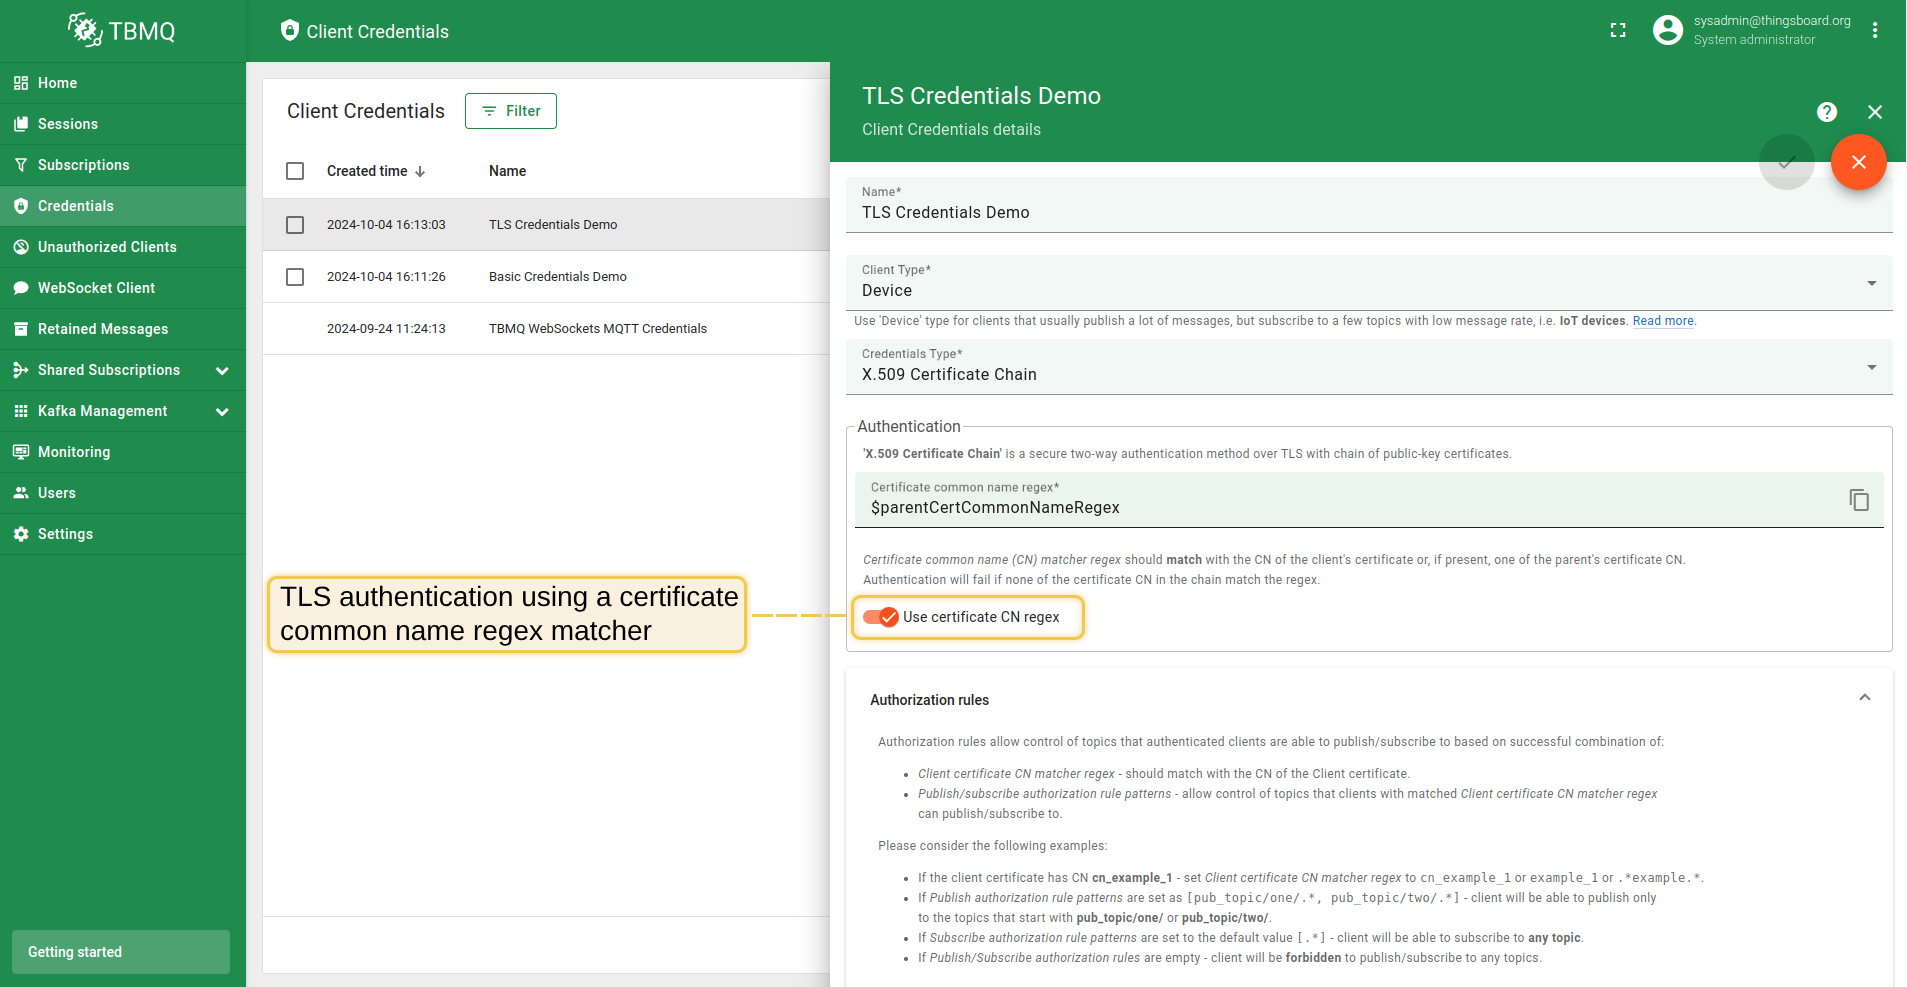 TBMQ
Client Credentials
sysadmin@thingsboard.org
System administrator
Home
Sessions
Subscriptions
Credentials
Unauthorized Clients
WebSocket Client
Retained Messages
Shared Subscriptions
Kafka Management
Monitoring
Users
Settings
Getting started
Client Credentials
Filter
Created time
Name
2024-10-04 16:13:03 TLS Credentials Demo
2024-10-04 16:11:26 Basic Credentials Demo
2024-09-24 11:24:13 TBMQ WebSockets MQTT Credentials
TLS authentication using a certificate
common name regex matcher
TLS Credentials Demo
Client Credentials details
Name*
TLS Credentials Demo
Client Type*
Device
Use 'Device' type for clients that usually publish a lot of messages, but subscribe to a few topics with low message rate, i.e. IoT devices. Read more.
Credentials Type*
X.509 Certificate Chain
Authentication
'X.509 Certificate Chain' is a secure two-way authentication method over TLS with chain of public-key certificates.
Certificate common name regex*
$parentCertCommonNameRegex
Certificate common name (CN) matcher regex should match with the CN of the client's certificate or, if present, one of the parent's certificate CN.
Authentication will fail if none of the certificate CN in the chain match the regex.
Use certificate CN regex
Authorization rules
Authorization rules allow control of topics that authenticated clients are able to publish/subscribe to based on successful combination of:
• Client certificate CN matcher regex - should match with the CN of the Client certificate.
• Publish/subscribe authorization rule patterns - allow control of topics that clients with matched Client certificate CN matcher regex
can publish/subscribe to.
Please consider the following examples:
• If the client certificate has CN cn_example_1 - set Client certificate CN matcher regex to cn_example_1 or example_1 or .*example.*.
• If Publish authorization rule patterns are set as [pub_topic/one/.*, pub_topic/two/.*] - client will be able to publish only
to the topics that start with pub_topic/one/ or pub_topic/two/.
• If Subscribe authorization rule patterns are set to the default value [.*] - client will be able to subscribe to any topic.
• If Publish/Subscribe authorization rules are empty - client will be forbidden to publish/subscribe to any topics.